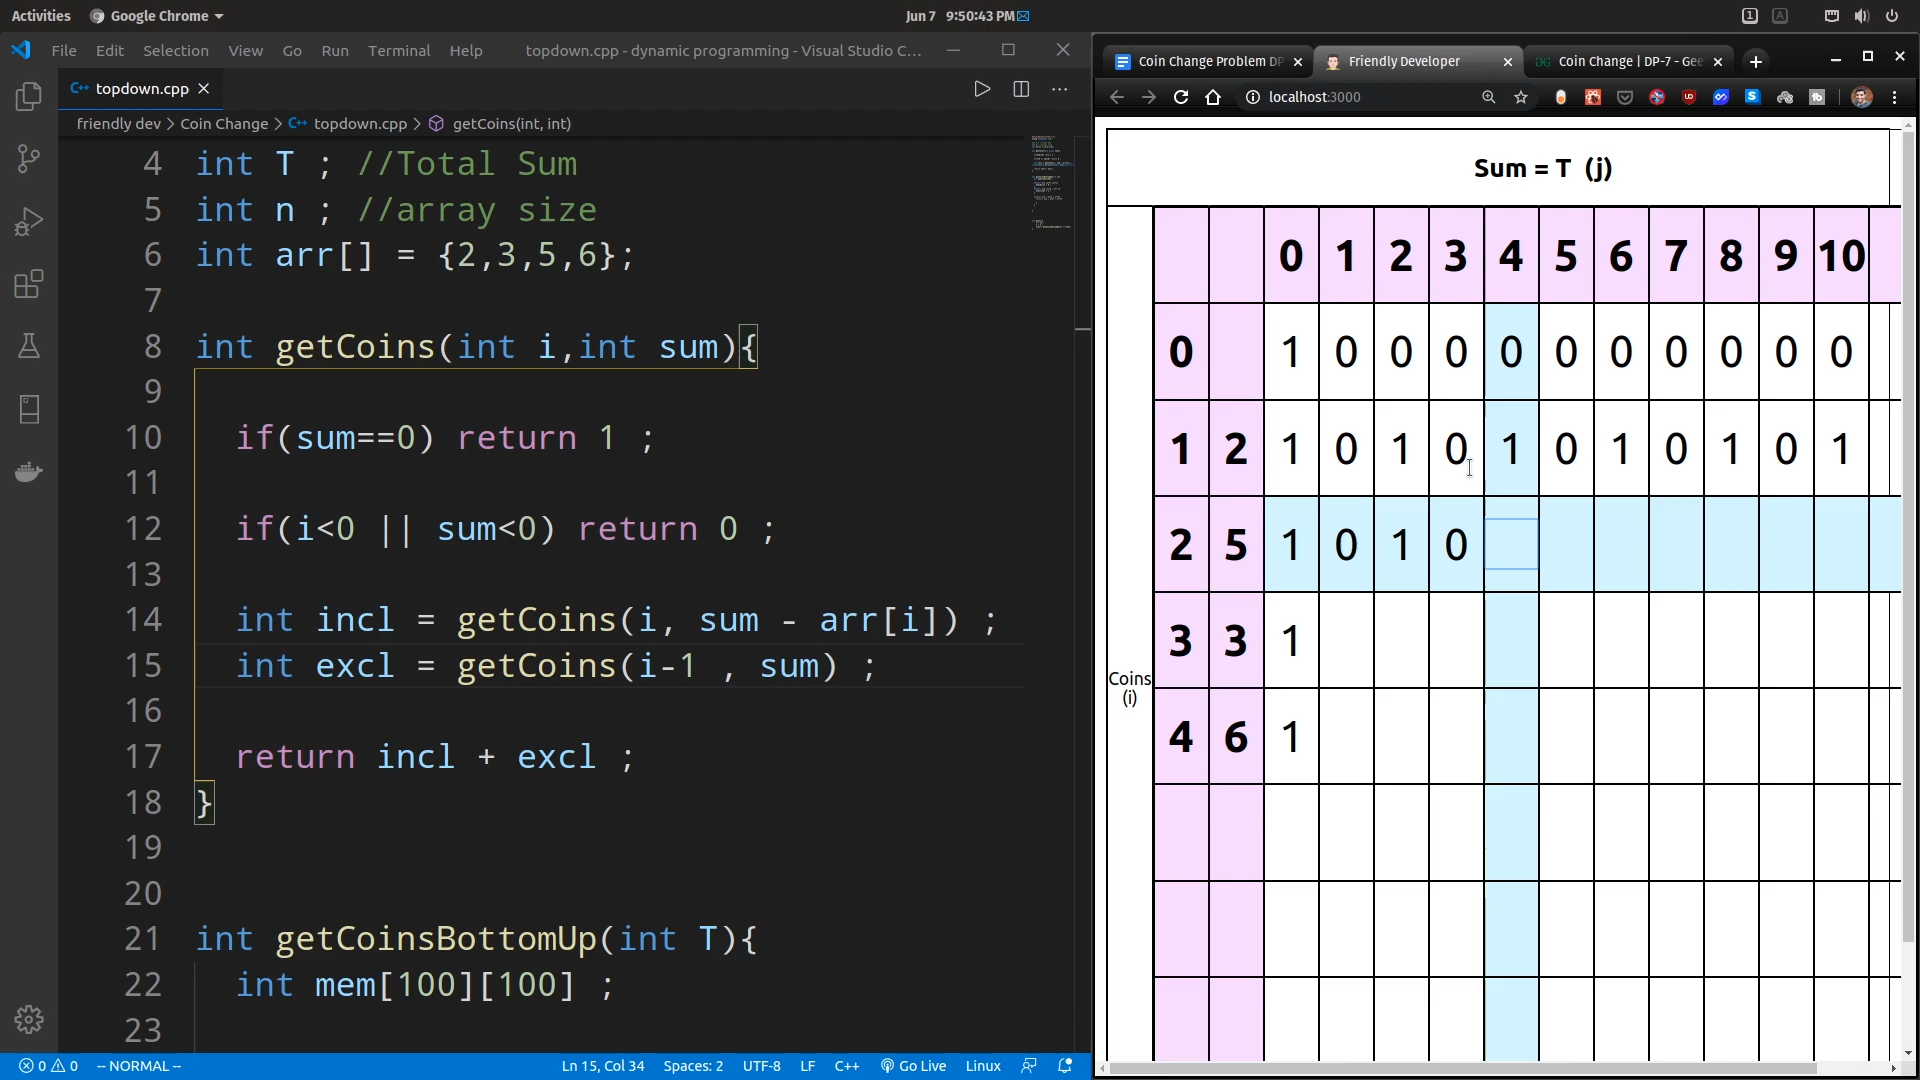 Activities
Google Chrome
Jun 7 9:50:43 PM
1
A
File Edit Selection View Go Run Terminal Help
topdown.cpp - dynamic programming - Visual Studio C...
topdown.cpp
friendly dev > Coin Change > topdown.cpp > getCoins(int, int)
4 int T ; //Total Sum
5 int n ; //array size
6 int arr[] = {2,3,5,6};
7
8 int getCoins(int i,int sum){
9
10 if(sum==0) return 1 ;
11
12 if(i<0 || sum<0) return 0 ;
13
14 int incl = getCoins(i, sum - arr[i]) ;
15 int excl = getCoins(i-1 , sum) ;
16
17 return incl + excl ;
18 }
19
20
21 int getCoinsBottomUp(int T){
22 int mem[100][100] ;
23
0 0 -- NORMAL --
Ln 15, Col 34 Spaces: 2 UTF-8 LF C++ Go Live Linux
Coin Change Problem DP
Friendly Developer
Coin Change | DP-7 - Gee
localhost:3000
Sum = T (j)
0 1 2 3 4 5 6 7 8 9 10
0 1 0 0 0 0 0 0 0 0 0 0
1 2 1 0 1 0 1 0 1 0 1 0 1
2 5 1 0 1 0
3 3 1
Coins
(i)
4 6 1